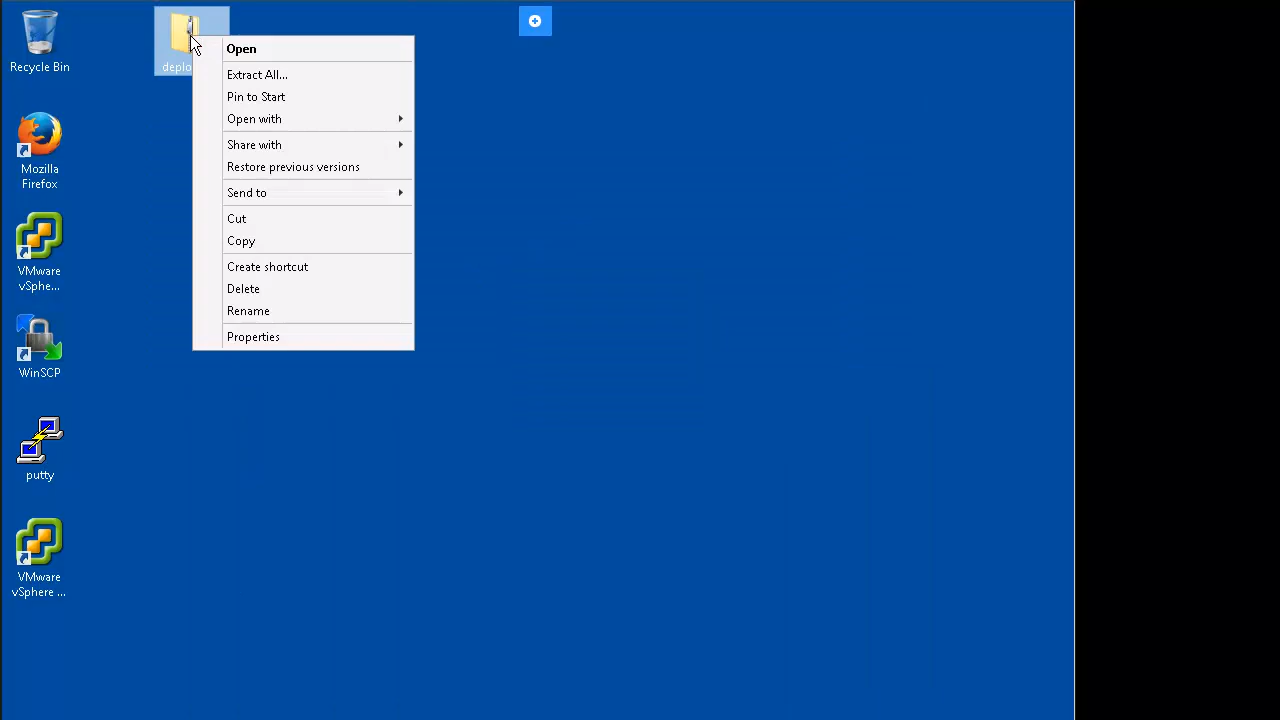 Recycle Bin
Mozilla
Firefox
VMware
vSphe...
WinSCP
putty
VMware
vSphere ...
deplo
Open
Extract All...
Pin to Start
Open with
Share with
Restore previous versions
Send to
Cut
Copy
Create shortcut
Delete
Rename
Properties